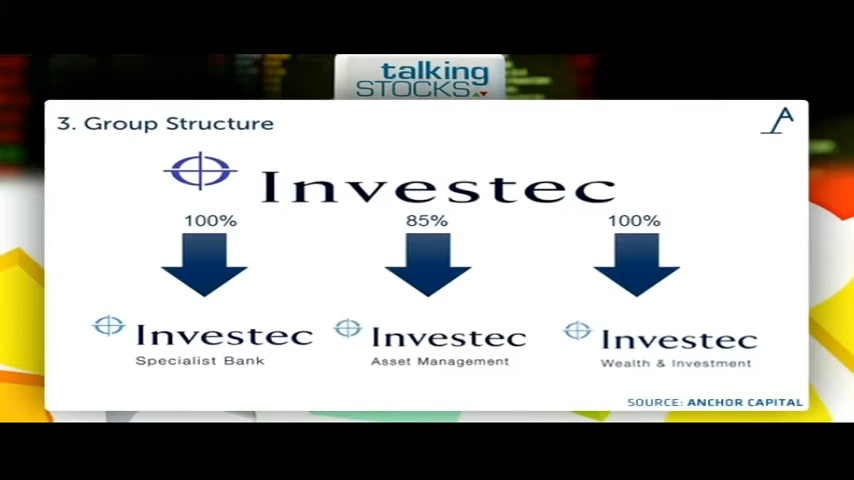 talking
STOCKS
3. Group Structure
A
Investec
100% 85% 100%
Investec Investec Investec
Specialist Bank Asset Management Wealth & Investment
SOURCE: ANCHOR CAPITAL